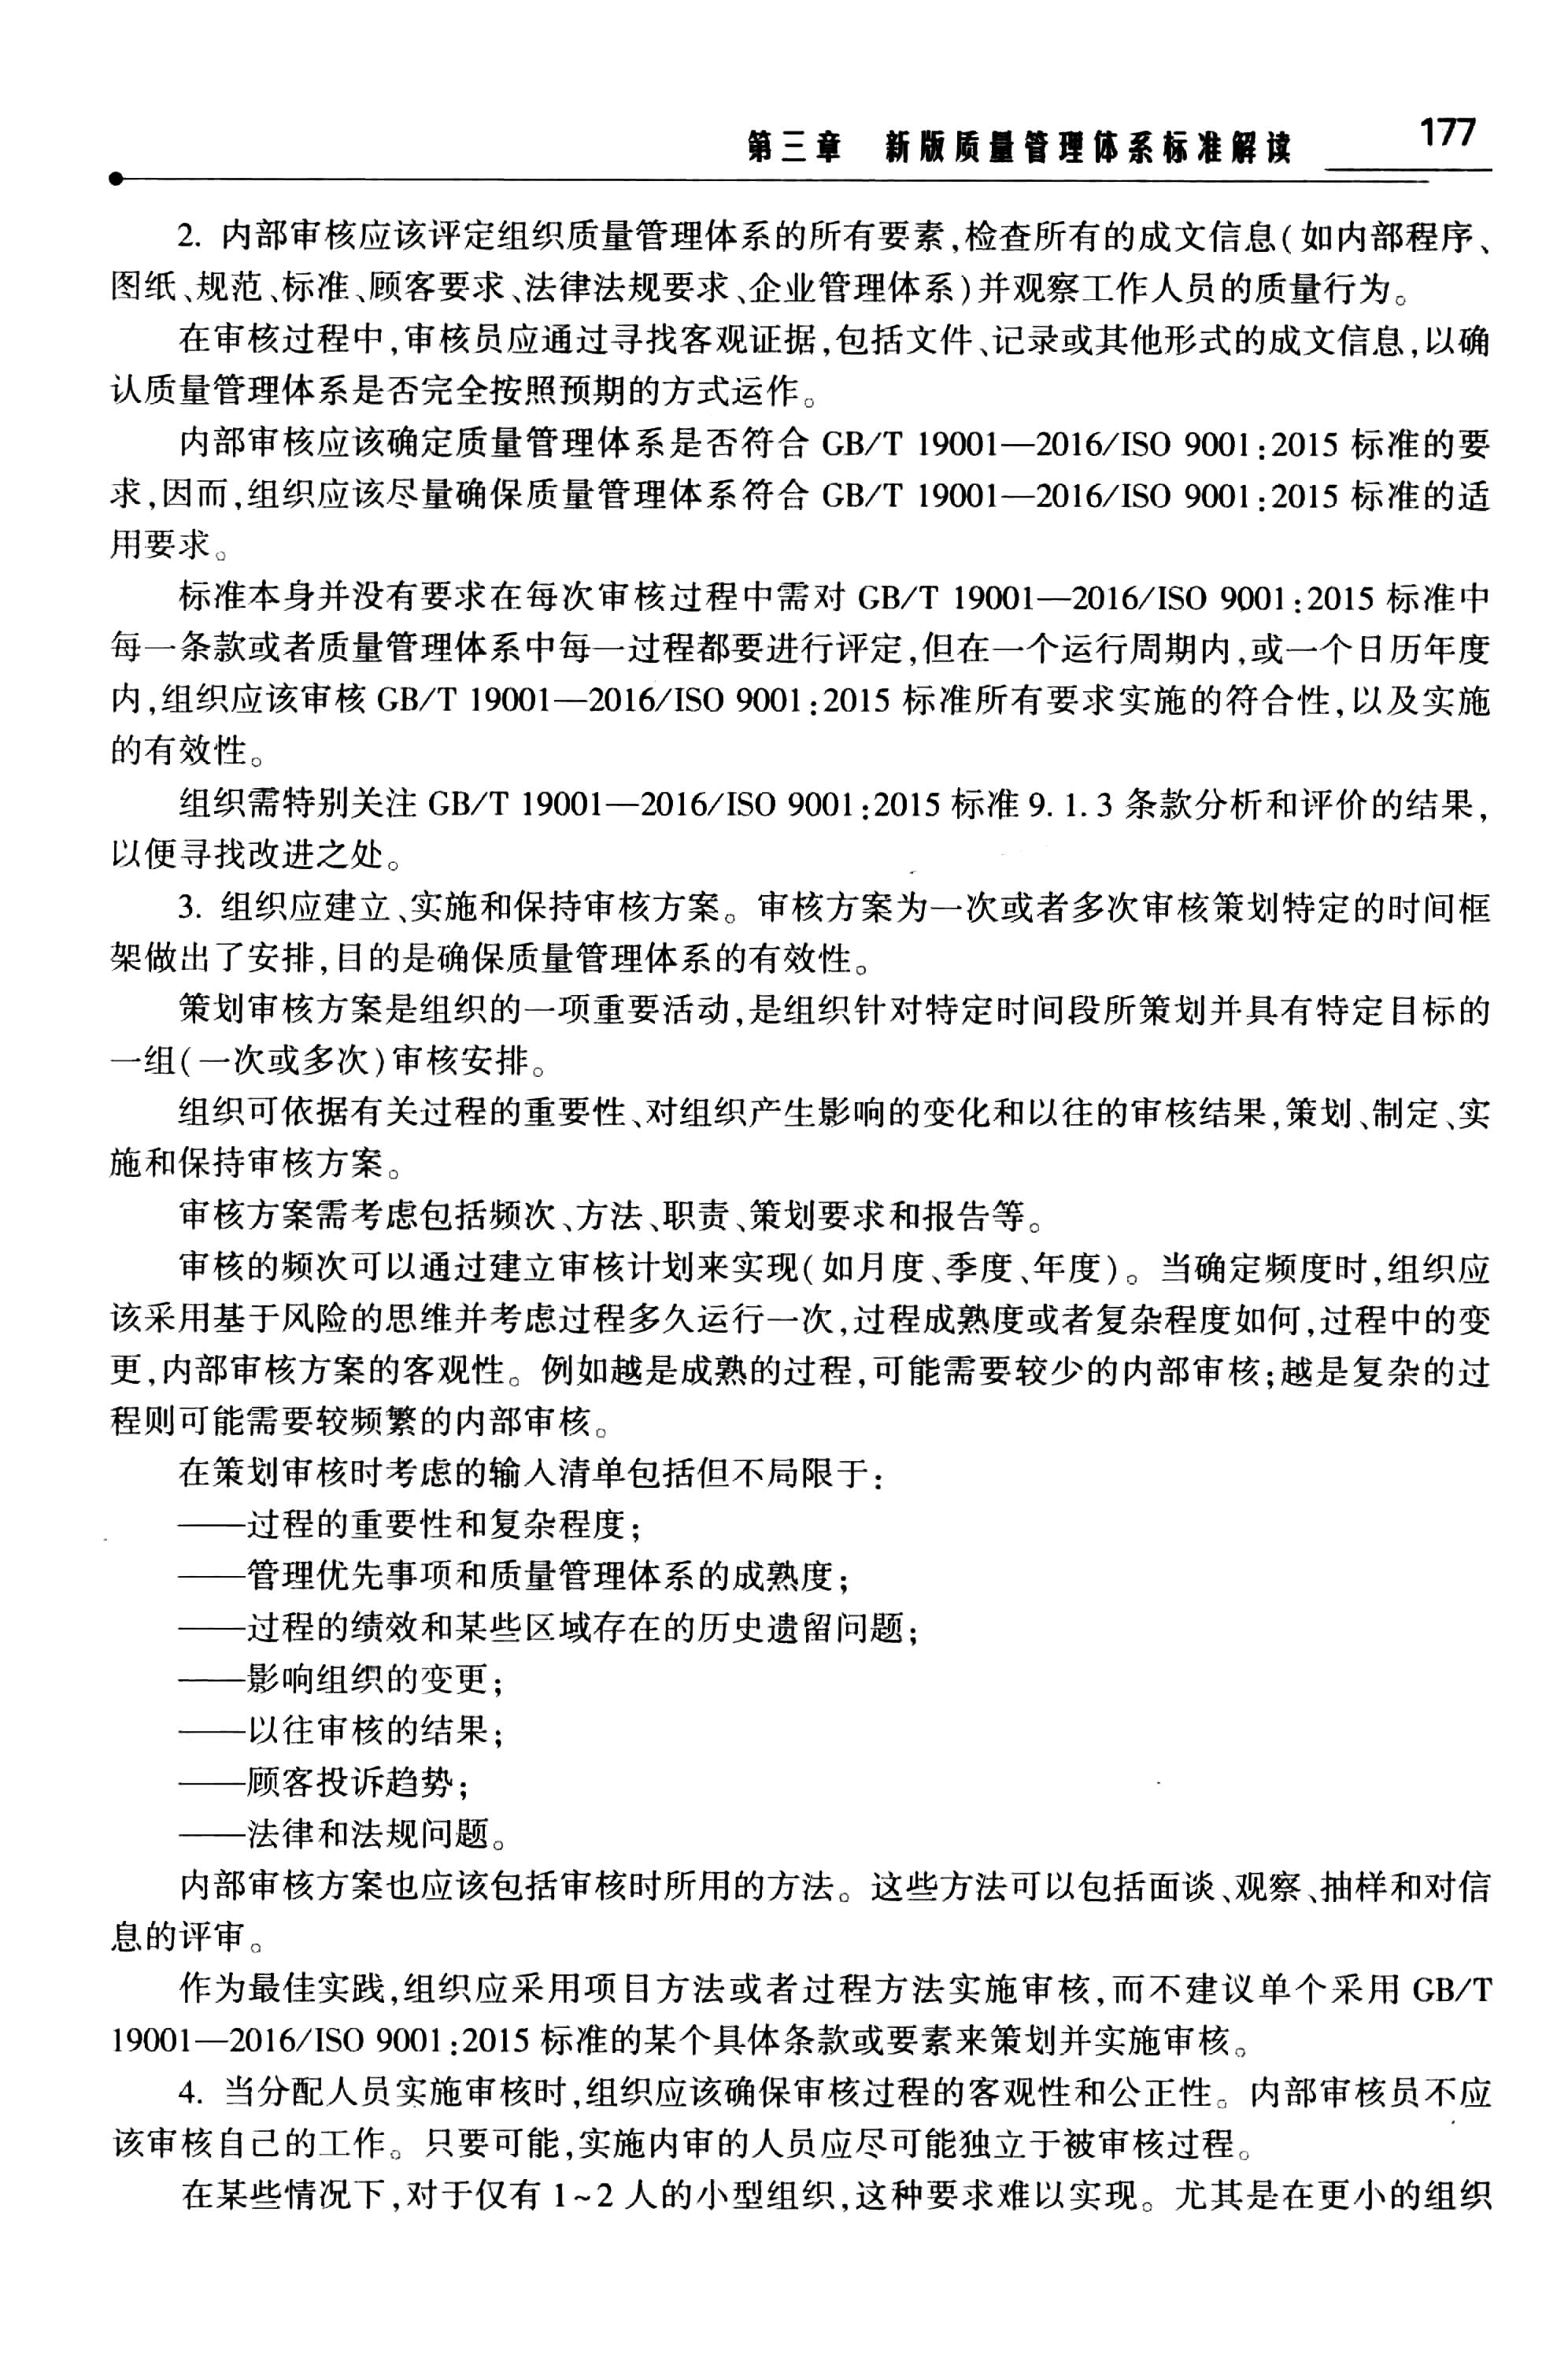 第三章 新版质量管理体系标准解读 177
2. 内部审核应该评定组织质量管理体系的所有要素,检查所有的成文信息(如内部程序、
图纸、规范、标准、顾客要求、法律法规要求、企业管理体系)并观察工作人员的质量行为。
在审核过程中,审核员应通过寻找客观证据,包括文件、记录或其他形式的成文信息,以确
认质量管理体系是否完全按照预期的方式运作。
内部审核应该确定质量管理体系是否符合 GB/T 19001—2016/ISO 9001:2015 标准的要
求,因而,组织应该尽量确保质量管理体系符合 GB/T 19001—2016/ISO 9001:2015 标准的适
用要求。
标准本身并没有要求在每次审核过程中需对 GB/T 19001—2016/ISO 9001:2015 标准中
每一条款或者质量管理体系中每一过程都要进行评定,但在一个运行周期内,或一个日历年度
内,组织应该审核 GB/T 19001—2016/ISO 9001:2015 标准所有要求实施的符合性,以及实施
的有效性。
组织需特别关注 GB/T 19001—2016/ISO 9001:2015 标准 9.1.3 条款分析和评价的结果,
以便寻找改进之处。
3. 组织应建立、实施和保持审核方案。审核方案为一次或者多次审核策划特定的时间框
架做出了安排,目的是确保质量管理体系的有效性。
策划审核方案是组织的一项重要活动,是组织针对特定时间段所策划并具有特定目标的
一组(一次或多次)审核安排。
组织可依据有关过程的重要性、对组织产生影响的变化和以往的审核结果,策划、制定、实
施和保持审核方案。
审核方案需考虑包括频次、方法、职责、策划要求和报告等。
审核的频次可以通过建立审核计划来实现(如月度、季度、年度)。当确定频度时,组织应
该采用基于风险的思维并考虑过程多久运行一次,过程成熟度或者复杂程度如何,过程中的变
更,内部审核方案的客观性。例如越是成熟的过程,可能需要较少的内部审核;越是复杂的过
程则可能需要较频繁的内部审核。
在策划审核时考虑的输入清单包括但不局限于:
——过程的重要性和复杂程度;
——管理优先事项和质量管理体系的成熟度;
——过程的绩效和某些区域存在的历史遗留问题;
——影响组织的变更;
——以往审核的结果;
——顾客投诉趋势;
——法律和法规问题。
内部审核方案也应该包括审核时所用的方法。这些方法可以包括面谈、观察、抽样和对信
息的评审。
作为最佳实践,组织应采用项目方法或者过程方法实施审核,而不建议单个采用 GB/T
19001—2016/ISO 9001:2015 标准的某个具体条款或要素来策划并实施审核。
4. 当分配人员实施审核时,组织应该确保审核过程的客观性和公正性。内部审核员不应
该审核自己的工作。只要可能,实施内审的人员应尽可能独立于被审核过程。
在某些情况下,对于仅有 1~2 人的小型组织,这种要求难以实现。尤其是在更小的组织